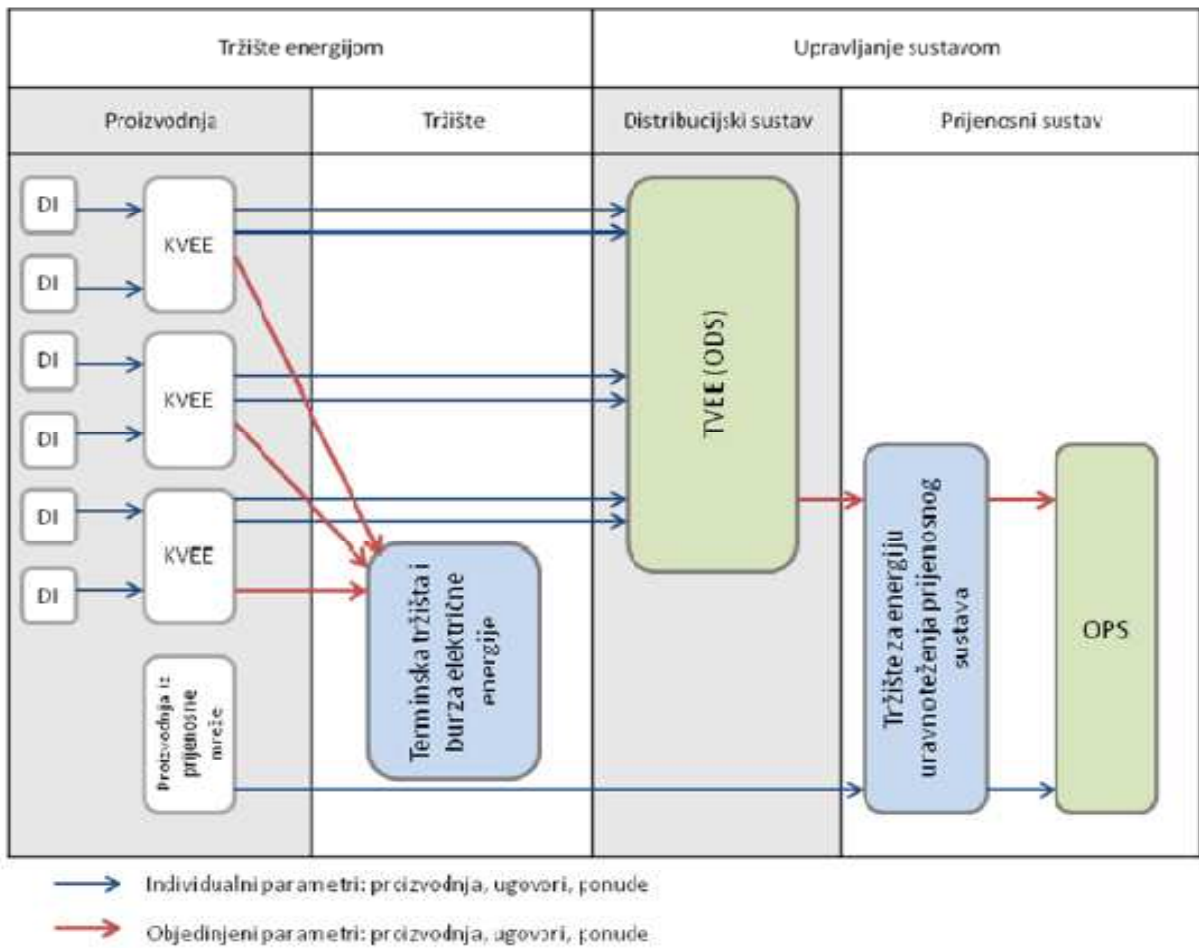 Tržište energijom
Upravljanje sustavom
Proizvodnja
Tržište
Distribucijski sustav
Prijenosni sustav
DI
DI
KVEE
DI
DI
KVEE
DI
DI
KVEE
Proizvodnja iz
prijenosne
mreže
Terminska tržišta i
burza električne
energije
TVEE (ODS)
Tržište za energiju
uravnoteženja prijenosnog
sustava
OPS
Individualni parametri: proizvodnja, ugovori, ponude
Objedinjeni parametri: proizvodnja, ugovori, ponude